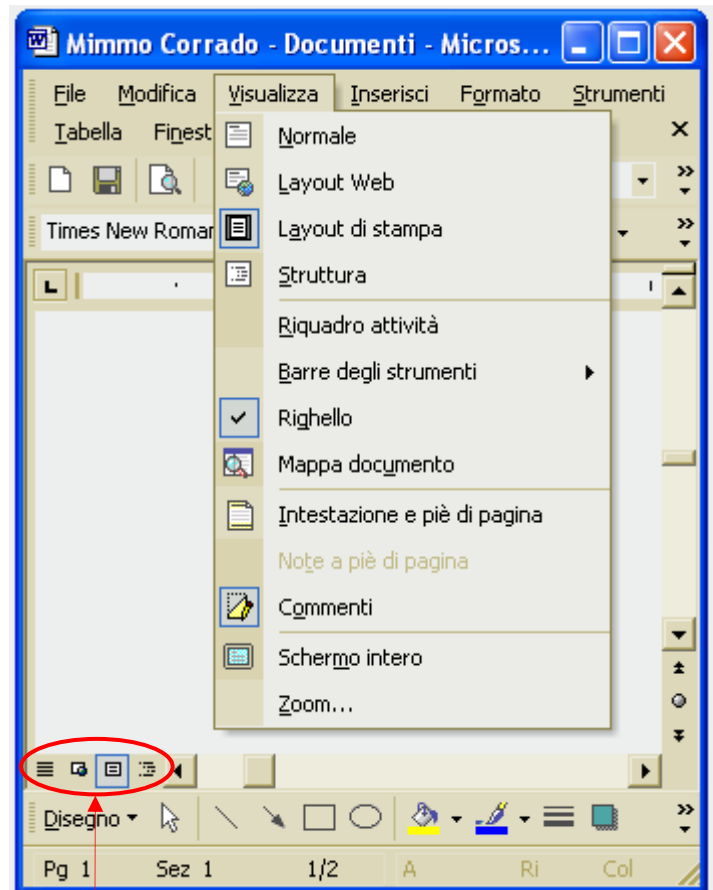 Mimmo Corrado - Documenti - Micros...
File Modifica Visualizza Inserisci Formato Strumenti
Tabella Finest
Normale
Layout Web
Times New Romar
Layout di stampa
Struttura
Riquadro attività
Barre degli strumenti
Righello
Mappa documento
Intestazione e piè di pagina
Note a piè di pagina
Commenti
Schermo intero
Zoom...
Disegno
Pg 1 Sez 1 1/2 A Ri Col